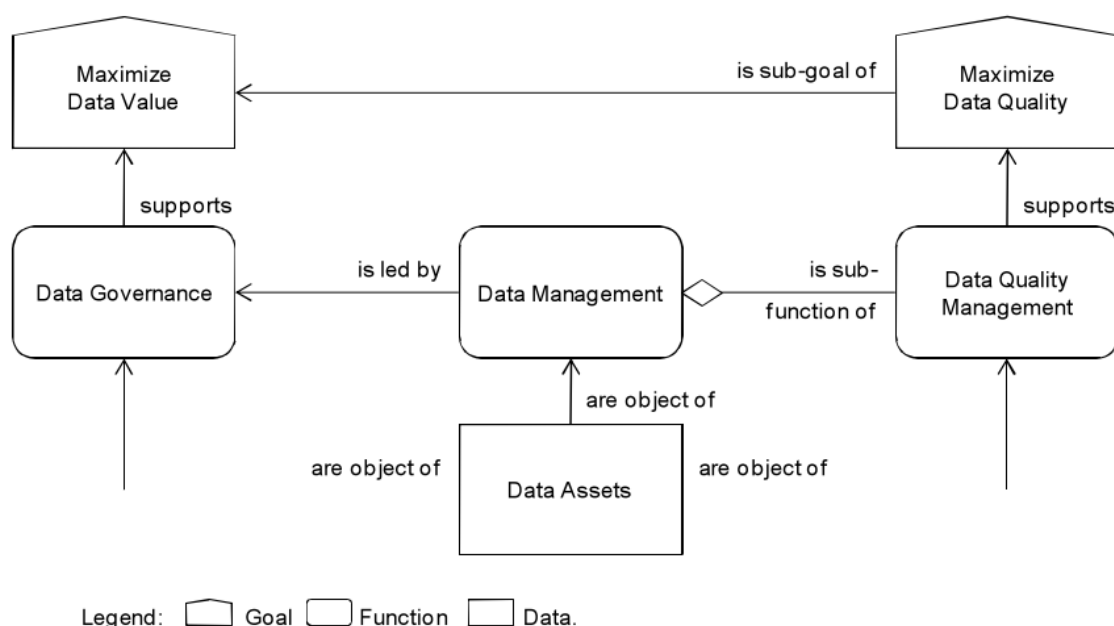 Maximize
Data Value
is sub-goal of
Maximize
Data Quality
supports
supports
Data Governance
is led by
Data Management
is sub-
function of
Data Quality
Management
are object of
are object of
Data Assets
are object of
Legend: Goal Function Data.